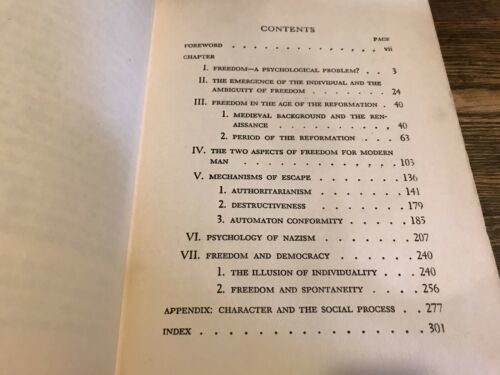 CONTENTS
PAGE
FOREWORD . . . . . . . . . . . . . vii
CHAPTER
I. FREEDOM—A PSYCHOLOGICAL PROBLEM? . . 3
II. THE EMERGENCE OF THE INDIVIDUAL AND THE
AMBIGUITY OF FREEDOM . . . . . . . 24
III. FREEDOM IN THE AGE OF THE REFORMATION . 40
1. MEDIEVAL BACKGROUND AND THE REN-
AISSANCE . . . . . . . . . . 40
2. PERIOD OF THE REFORMATION . . . . 63
IV. THE TWO ASPECTS OF FREEDOM FOR MODERN
MAN . . . . . . . . . . . . 103
V. MECHANISMS OF ESCAPE . . . . . . . 136
1. AUTHORITARIANISM . . . . . . . 141
2. DESTRUCTIVENESS . . . . . . . 179
3. AUTOMATON CONFORMITY . . . . . 185
VI. PSYCHOLOGY OF NAZISM . . . . . . . 207
VII. FREEDOM AND DEMOCRACY . . . . . . 240
1. THE ILLUSION OF INDIVIDUALITY . . . 240
2. FREEDOM AND SPONTANEITY . . . . 256
APPENDIX: CHARACTER AND THE SOCIAL PROCESS . . 277
INDEX . . . . . . . . . . . . . . 301